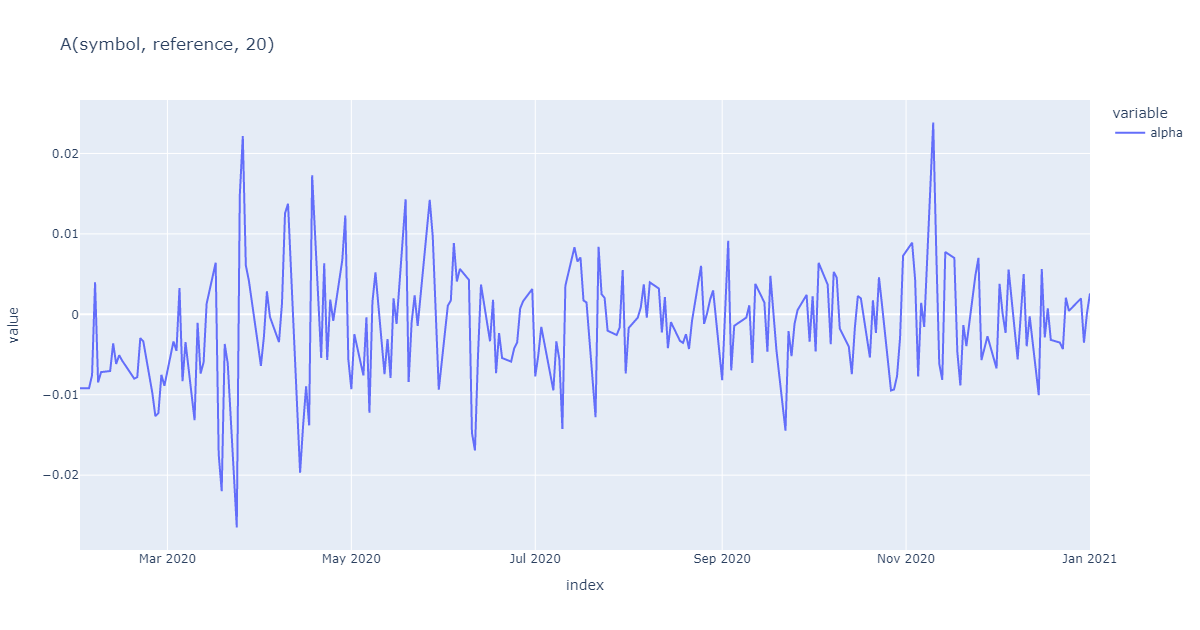 A(symbol, reference, 20)
variable
alpha
0.02
0.01
0
−0.01
−0.02
value
Mar 2020
May 2020
Jul 2020
Sep 2020
Nov 2020
Jan 2021
index